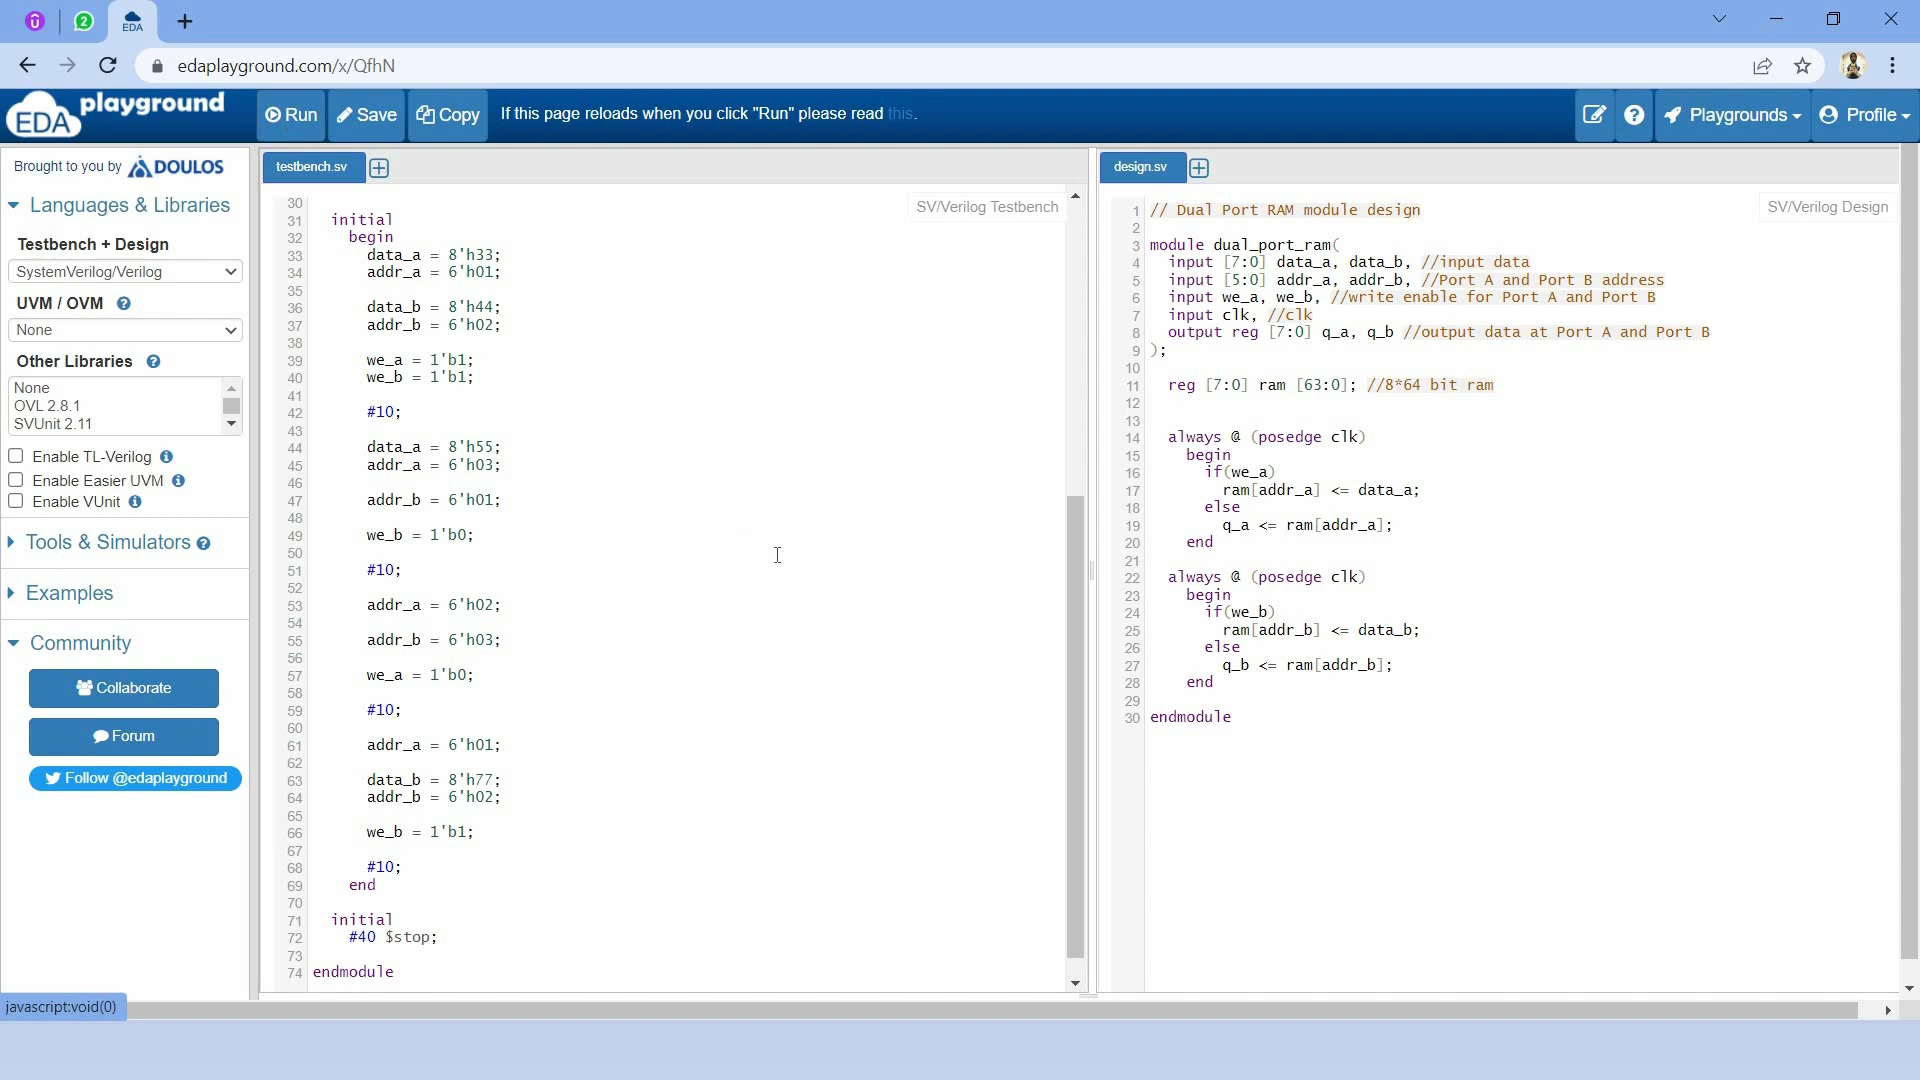 2
EDA
edaplayground.com/x/QfhN
EDA playground
Run
Save
Copy
If this page reloads when you click "Run" please read this.
Playgrounds
Profile
Brought to you by DOULOS
Languages & Libraries
Testbench + Design
SystemVerilog/Verilog
UVM / OVM
None
Other Libraries
None
OVL 2.8.1
SVUnit 2.11
Enable TL-Verilog
Enable Easier UVM
Enable VUnit
Tools & Simulators
Examples
Community
Collaborate
Forum
Follow @edaplayground
javascript:void(0)
testbench.sv
SV/Verilog Testbench
30
31 initial
32 begin
33 data_a = 8'h33;
34 addr_a = 6'h01;
35
36 data_b = 8'h44;
37 addr_b = 6'h02;
38
39 we_a = 1'b1;
40 we_b = 1'b1;
41
42 #10;
43
44 data_a = 8'h55;
45 addr_a = 6'h03;
46
47 addr_b = 6'h01;
48
49 we_b = 1'b0;
50
51 #10;
52
53 addr_a = 6'h02;
54
55 addr_b = 6'h03;
56
57 we_a = 1'b0;
58
59 #10;
60
61 addr_a = 6'h01;
62
63 data_b = 8'h77;
64 addr_b = 6'h02;
65
66 we_b = 1'b1;
67
68 #10;
69 end
70
71 initial
72 #40 $stop;
73
74 endmodule
design.sv
SV/Verilog Design
1 // Dual Port RAM module design
2
3 module dual_port_ram(
4 input [7:0] data_a, data_b, //input data
5 input [5:0] addr_a, addr_b, //Port A and Port B address
6 input we_a, we_b, //write enable for Port A and Port B
7 input clk, //clk
8 output reg [7:0] q_a, q_b //output data at Port A and Port B
9 );
10
11 reg [7:0] ram [63:0]; //8*64 bit ram
12
13
14 always @ (posedge clk)
15 begin
16 if(we_a)
17 ram[addr_a] <= data_a;
18 else
19 q_a <= ram[addr_a];
20 end
21
22 always @ (posedge clk)
23 begin
24 if(we_b)
25 ram[addr_b] <= data_b;
26 else
27 q_b <= ram[addr_b];
28 end
29
30 endmodule